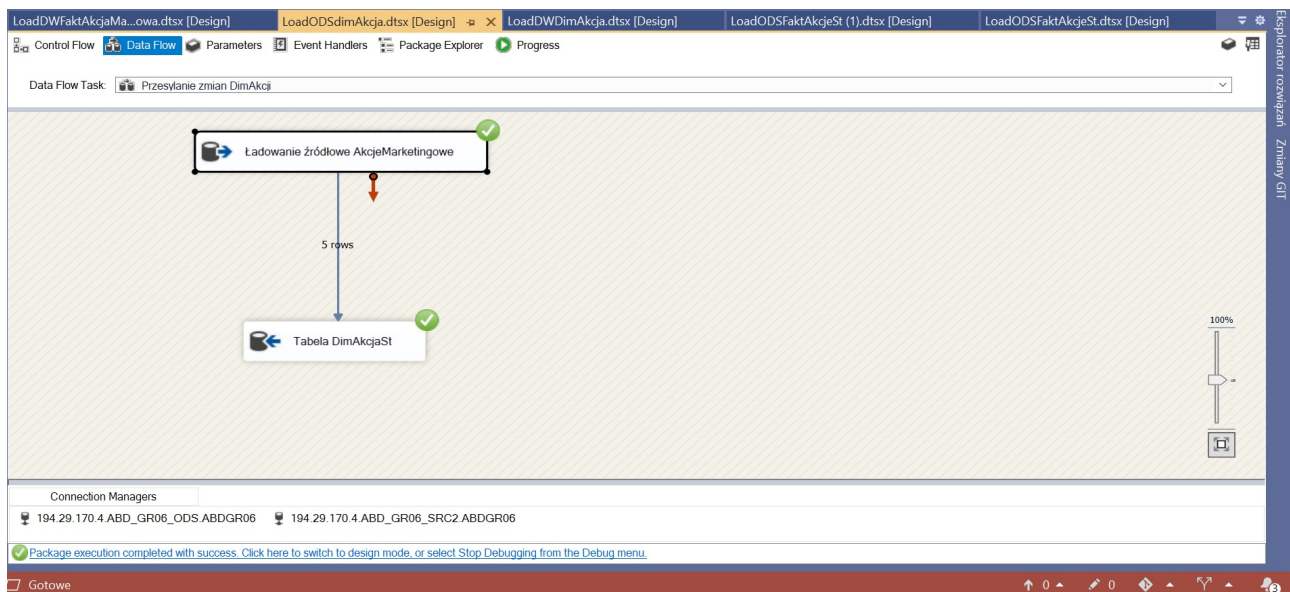 LoadDWFaktAkcjaMa...owa.dtsx [Design] LoadODSdimAkcja.dtsx [Design] LoadDWDimAkcja.dtsx [Design] LoadODSFaktAkcjeSt (1).dtsx [Design] LoadODSFaktAkcjeSt.dtsx [Design]
Control Flow Data Flow Parameters Event Handlers Package Explorer Progress
Data Flow Task: Przesyłanie zmian DimAkcji
Ładowanie źródłowe AkcjeMarketingowe
5 rows
Tabela DimAkcjaSt
100%
Connection Managers
194.29.170.4.ABD_GR06_ODS.ABDGR06 194.29.170.4.ABD_GR06_SRC2.ABDGR06
Package execution completed with success. Click here to switch to design mode, or select Stop Debugging from the Debug menu.
Gotowe 0 0 3
Eksplorator rozwiązań Zmiany GIT